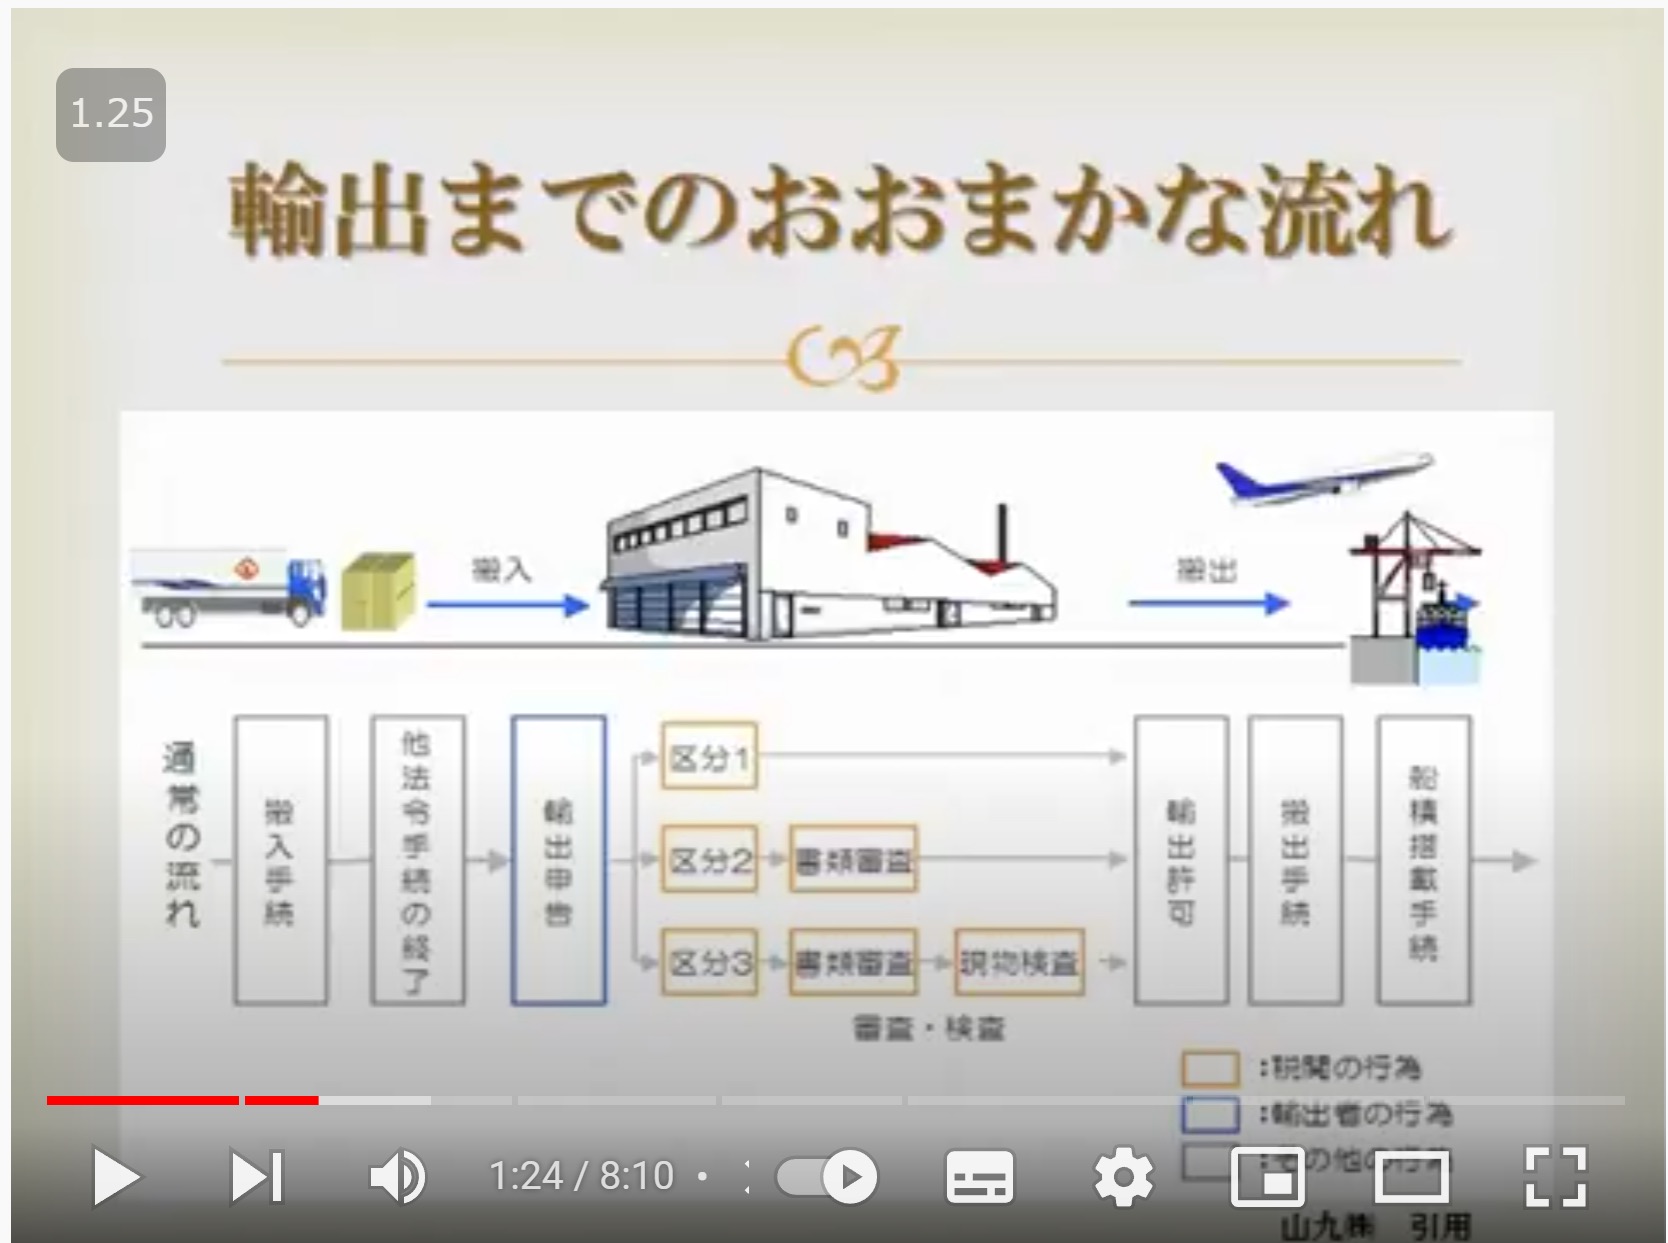 1.25
輸出までのおおまかな流れ
搬入
搬出
通常の流れ
搬入手続
他法令手続の終了
輸出申告
区分1
区分2
書類審査
区分3
書類審査
現物検査
審査・検査
輸出許可
搬出手続
船積搭載手続
:税関の行為
:輸出者の行為
:その他の行為
1:24 / 8:10
山九㈱ 引用